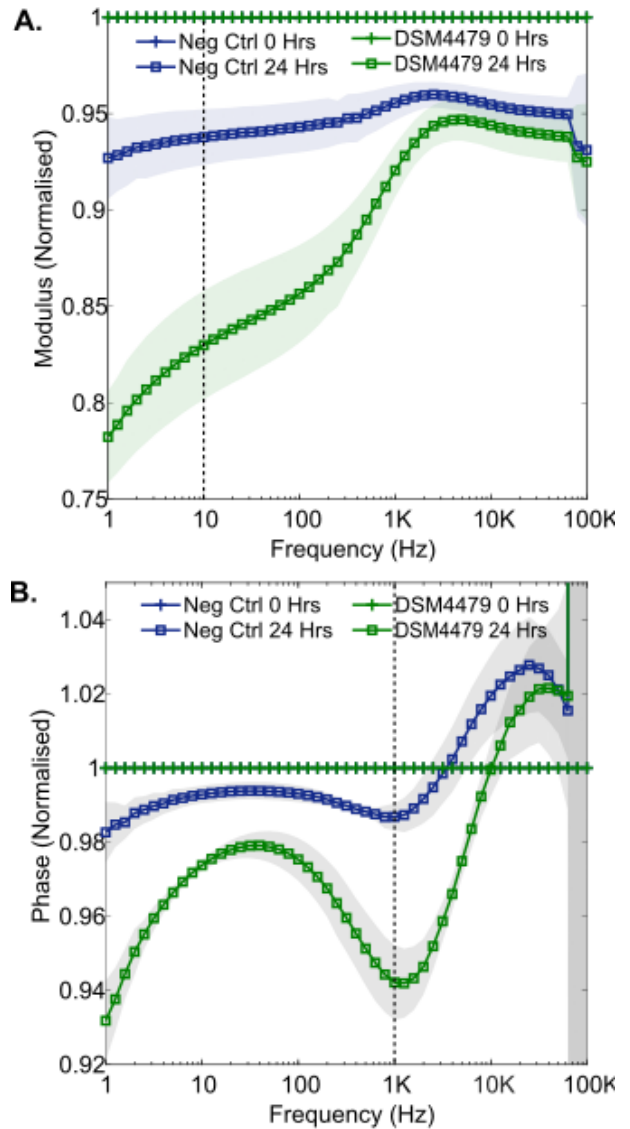 A.
Neg Ctrl 0 Hrs DSM4479 0 Hrs
Neg Ctrl 24 Hrs DSM4479 24 Hrs
1
0.95
0.9
0.85
0.8
0.75
Modulus (Normalised)
1 10 100 1K 10K 100K
Frequency (Hz)
B.
Neg Ctrl 0 Hrs DSM4479 0 Hrs
Neg Ctrl 24 Hrs DSM4479 24 Hrs
1.04
1.02
1
0.98
0.96
0.94
0.92
Phase (Normalised)
1 10 100 1K 10K 100K
Frequency (Hz)